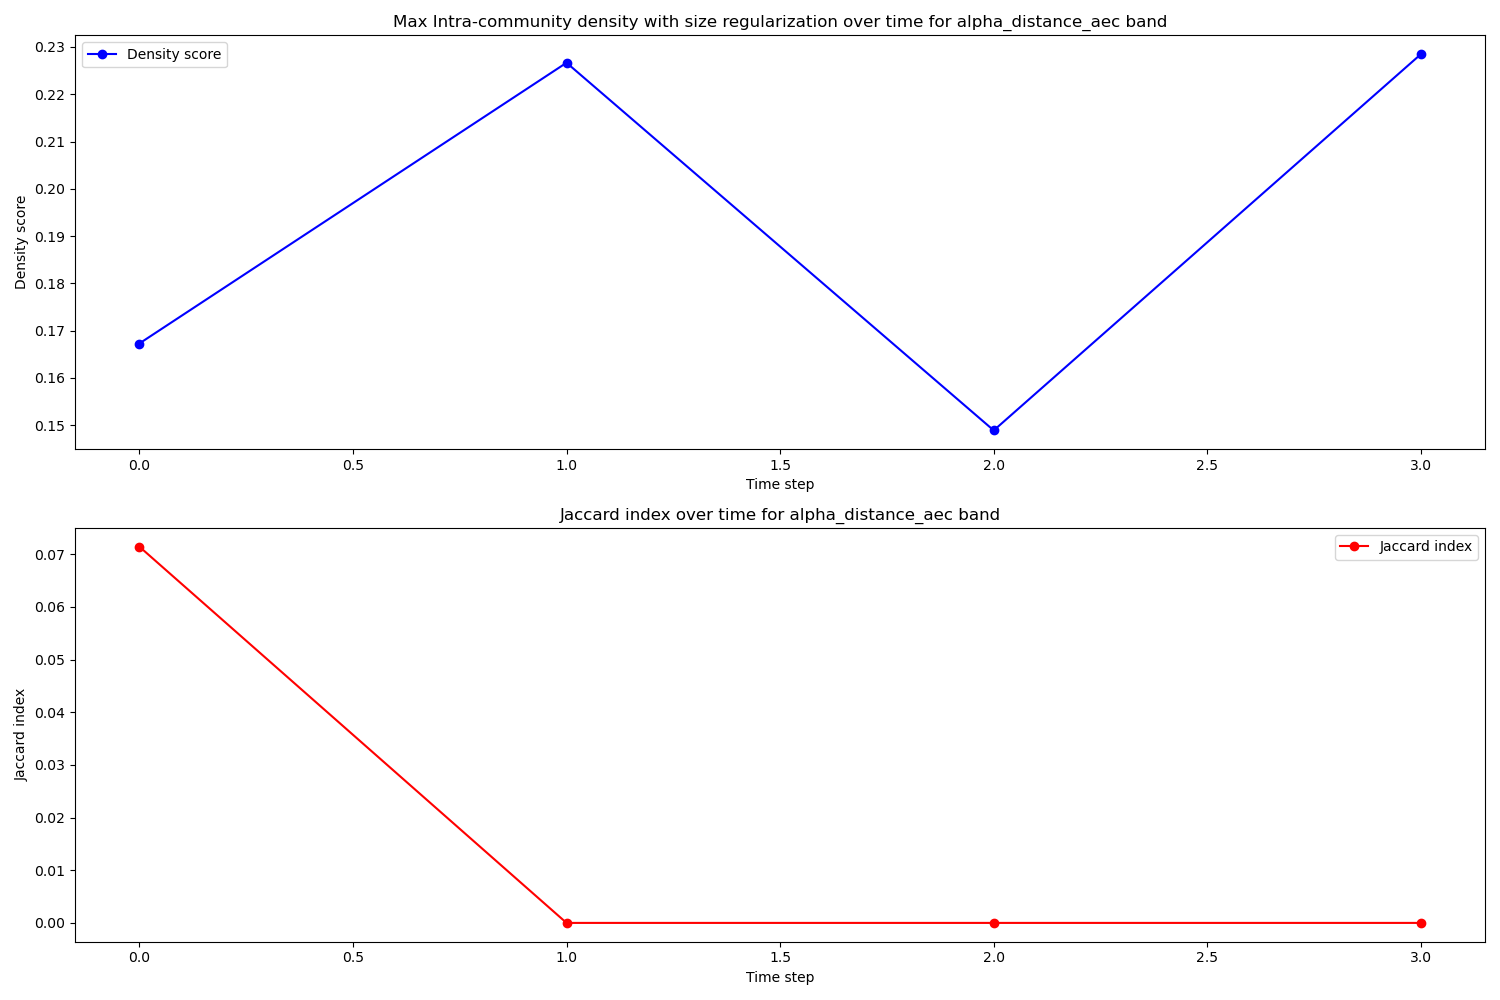 Max Intra-community density with size regularization over time for alpha_distance_aec band
Density score
Density score
0.23
0.22
0.21
0.20
0.19
0.18
0.17
0.16
0.15
0.0 0.5 1.0 1.5 2.0 2.5 3.0
Time step
Jaccard index over time for alpha_distance_aec band
Jaccard index
Jaccard index
0.07
0.06
0.05
0.04
0.03
0.02
0.01
0.00
0.0 0.5 1.0 1.5 2.0 2.5 3.0
Time step